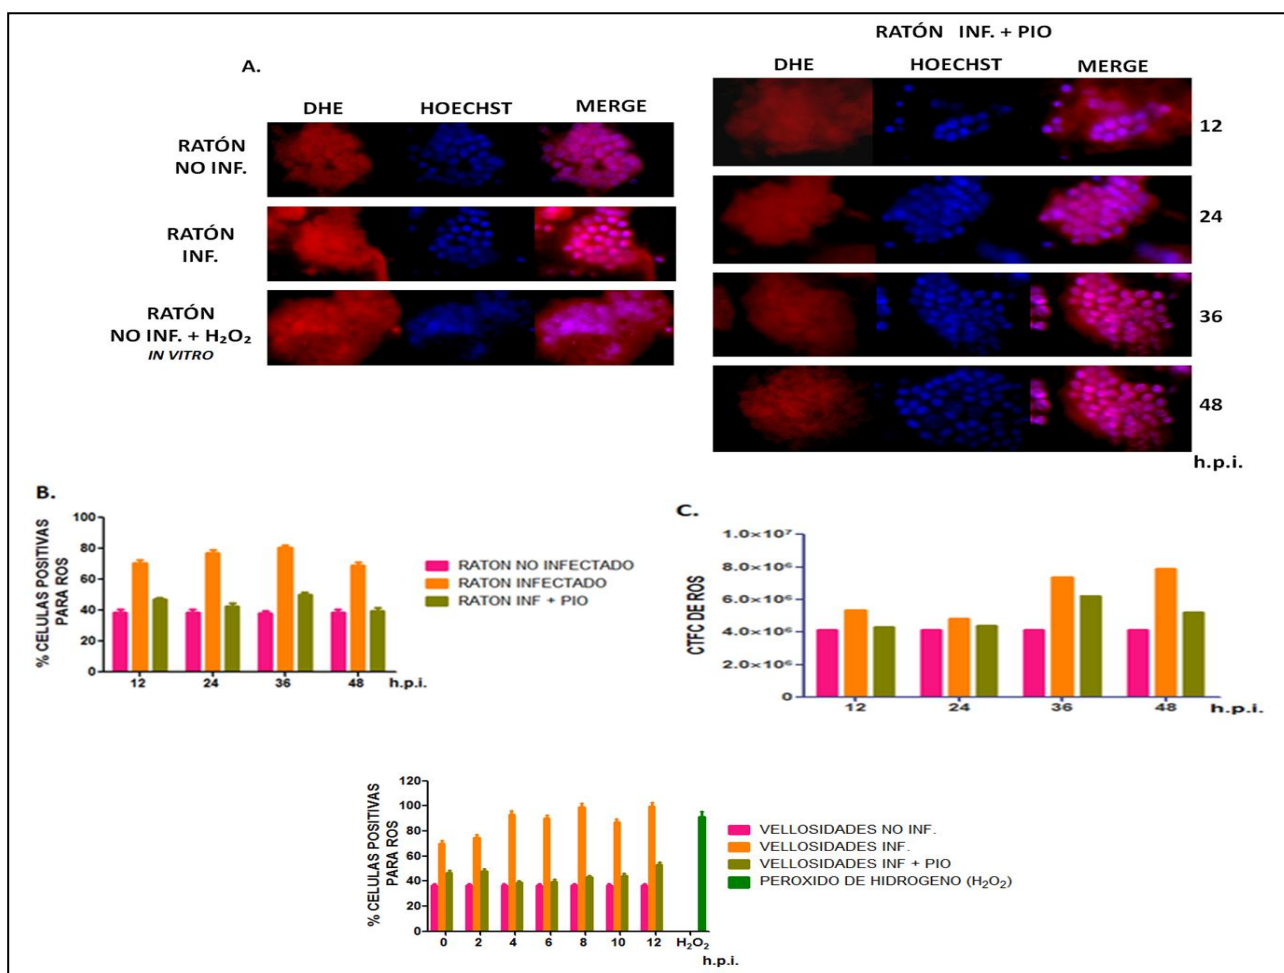 A.
DHE HOECHST MERGE
RATÓN
NO INF.
RATÓN
INF.
RATÓN
NO INF. + H₂O₂
IN VITRO
RATÓN INF. + PIO
DHE HOECHST MERGE
12
24
36
48
h.p.i.
B.
% CELULAS POSITIVAS
PARA ROS
100
80
60
40
20
0
12 24 36 48 h.p.i.
RATON NO INFECTADO
RATON INFECTADO
RATON INF + PIO
C.
CTFC DE ROS
1.0×10⁷
8.0×10⁶
6.0×10⁶
4.0×10⁶
2.0×10⁶
0
12 24 36 48 h.p.i.
% CELULAS POSITIVAS
PARA ROS
120
100
80
60
40
20
0
0 2 4 6 8 10 12 H₂O₂
h.p.i.
VELLOSIDADES NO INF.
VELLOSIDADES INF.
VELLOSIDADES INF + PIO
PEROXIDO DE HIDROGENO (H₂O₂)